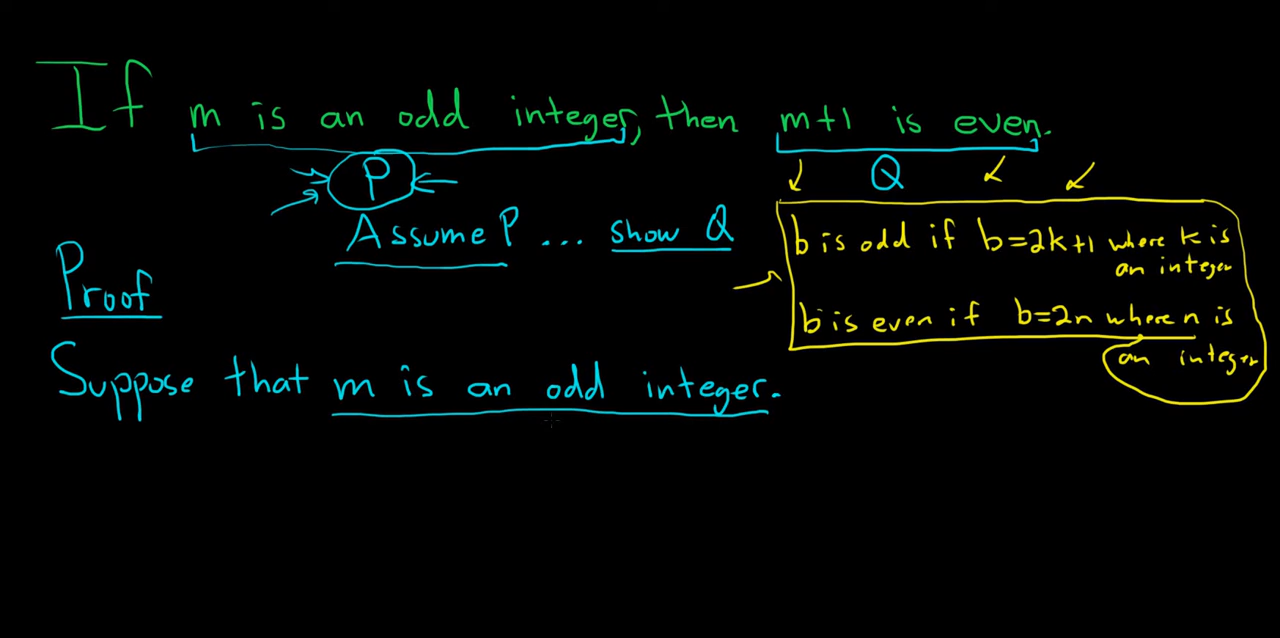 If m is an odd integer, then m+1 is even.
P
Q
Assume P ... show Q
b is odd if b=2k+1 where k is
an integer
b is even if b=2n where n is
an integer
Proof
Suppose that m is an odd integer.